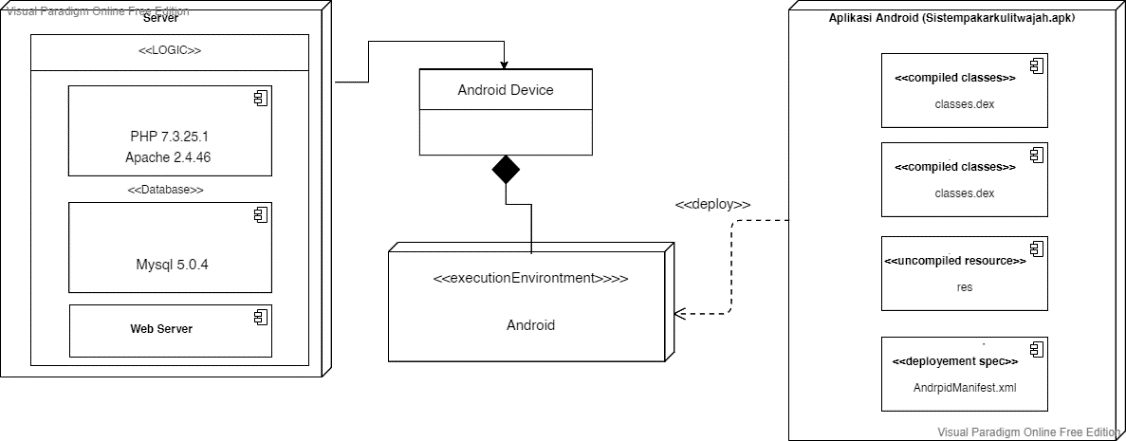 Visual Paradigm Online Free Edition
Server
<<LOGIC>>
PHP 7.3.25.1
Apache 2.4.46
<<Database>>
Mysql 5.0.4
Web Server
Android Device
<<executionEnvirontment>>>>
Android
<<deploy>>
Aplikasi Android (Sistempakarkulitwajah.apk)
<<compiled classes>>
classes.dex
<<compiled classes>>
classes.dex
<<uncompiled resource>>
res
<<deployement spec>>
AndrpidManifest.xml
Visual Paradigm Online Free Edition